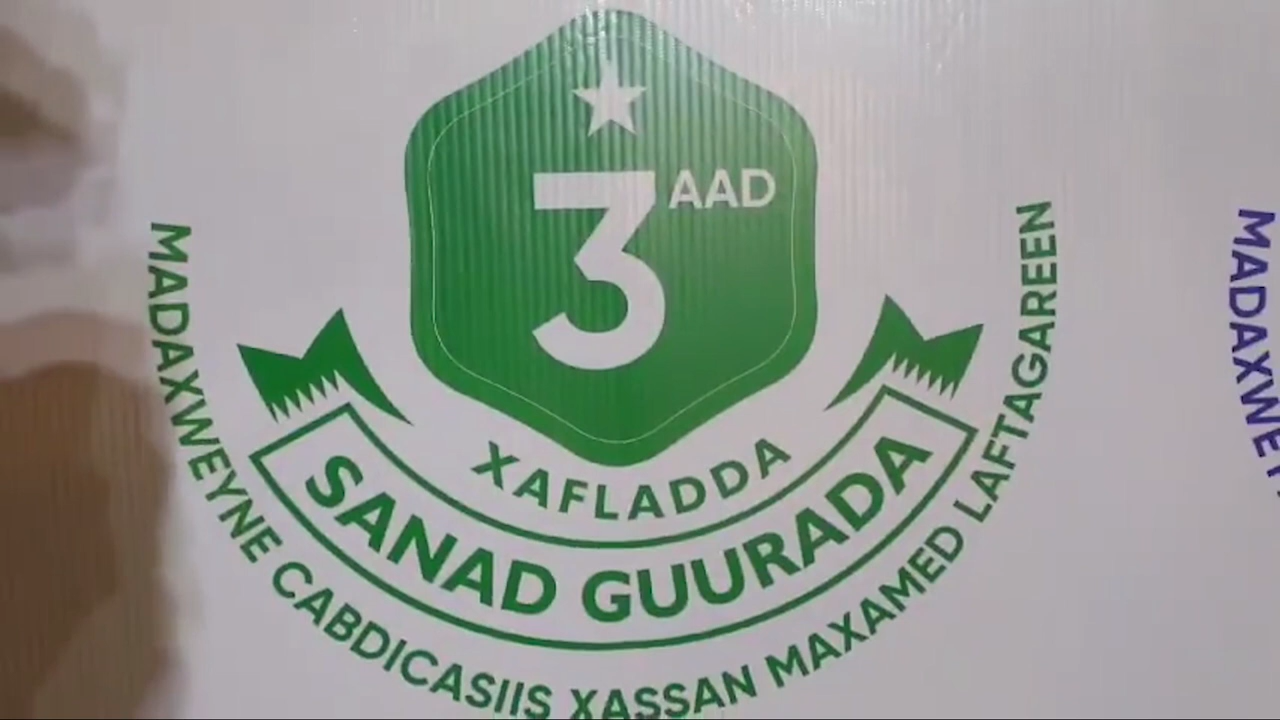 3AAD
XAFLADDA
SANAD GUURADA
MADAXWEYNE CABDICASIIS XASSAN MAXAMED LAFTAGAREEN